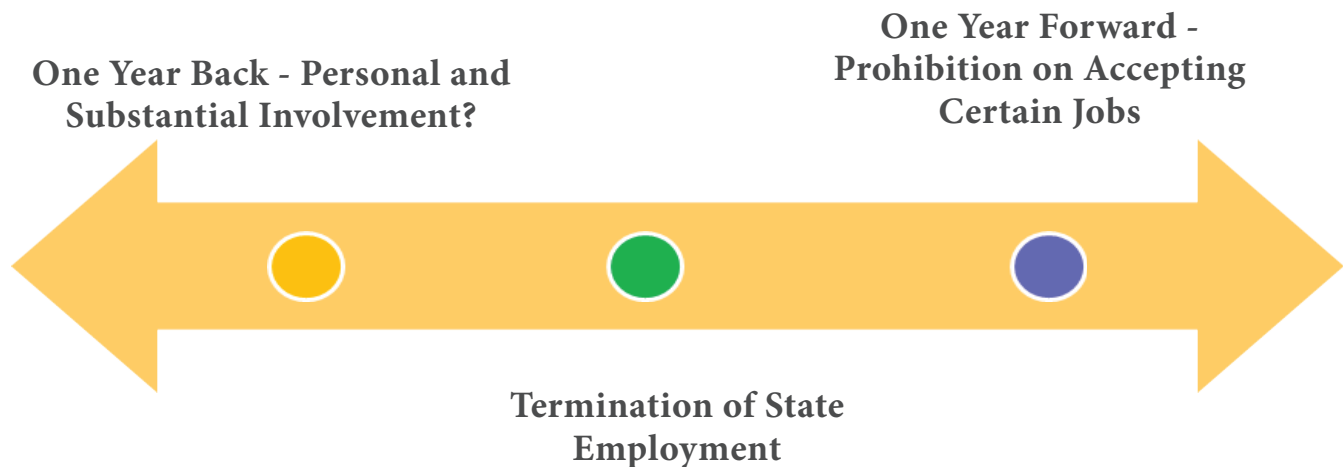 One Year Back - Personal and
Substantial Involvement?
One Year Forward -
Prohibition on Accepting
Certain Jobs
Termination of State
Employment